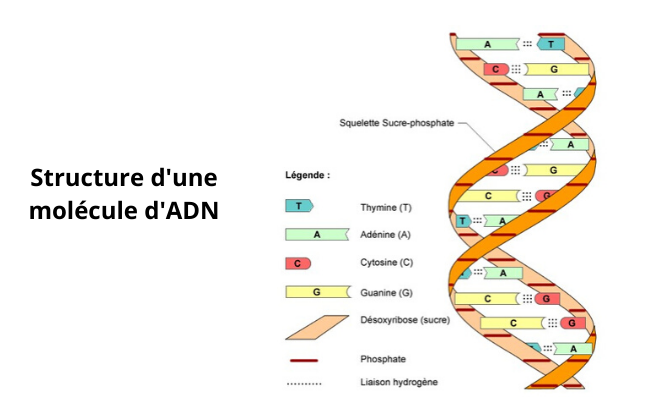 Structure d'une
molécule d'ADN
Squelette Sucre-phosphate
Légende :
T Thymine (T)
A Adénine (A)
C Cytosine (C)
G Guanine (G)
Désoxyribose (sucre)
Phosphate
Liaison hydrogène
A T
C G
A
A
C G
C G
T A
A
C G
C G
A